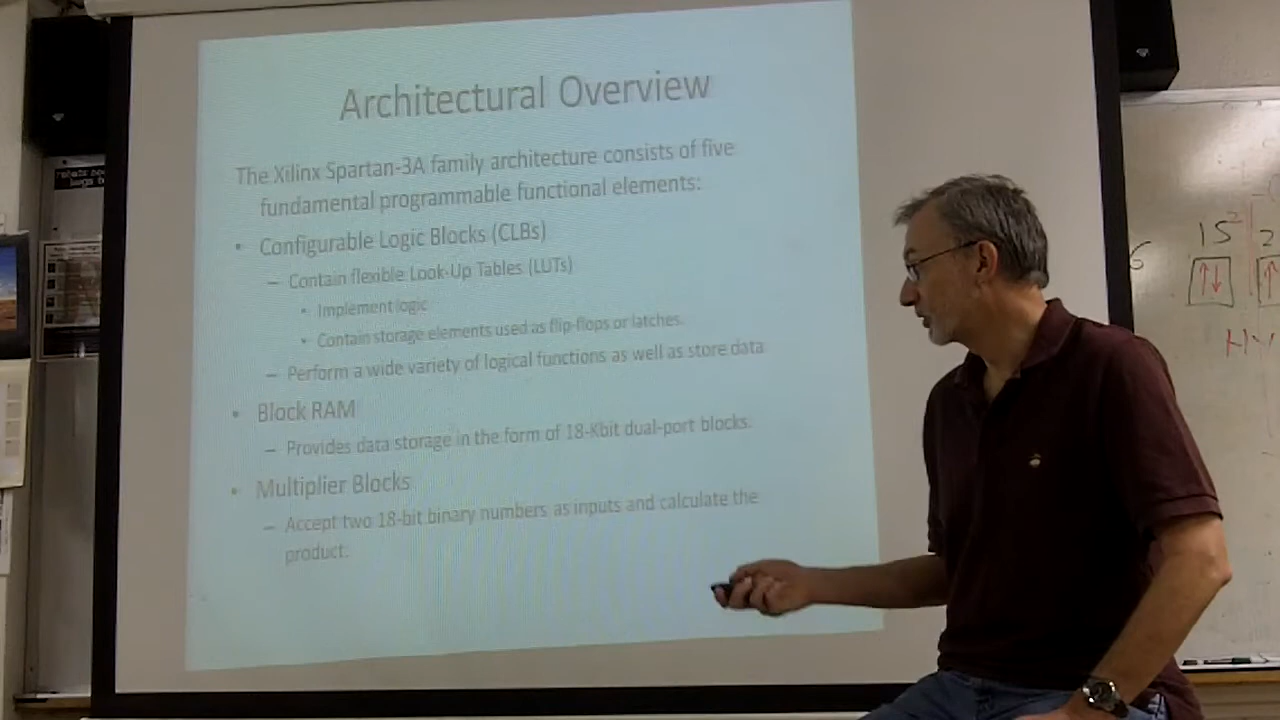 Architectural Overview
The Xilinx Spartan-3A family architecture consists of five
fundamental programmable functional elements:
• Configurable Logic Blocks (CLBs)
– Contain flexible Look-Up Tables (LUTs)
• Implement logic
• Contain storage elements used as flip-flops or latches.
– Perform a wide variety of logical functions as well as store data
• Block RAM
– Provides data storage in the form of 18-Kbit dual-port blocks.
• Multiplier Blocks
– Accept two 18-bit binary numbers as inputs and calculate the
product.
6 1S² 2
↑↓ ↑